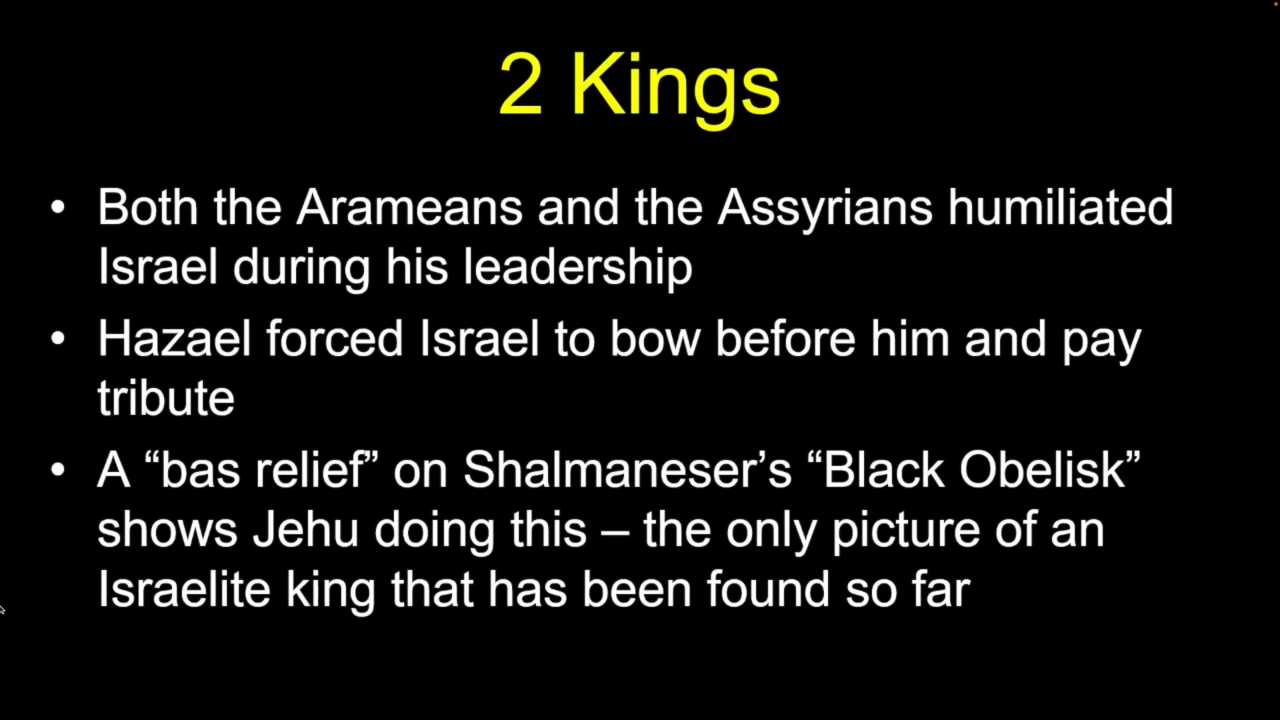 2 Kings
• Both the Arameans and the Assyrians humiliated
Israel during his leadership
• Hazael forced Israel to bow before him and pay
tribute
• A “bas relief” on Shalmaneser’s “Black Obelisk”
shows Jehu doing this – the only picture of an
Israelite king that has been found so far